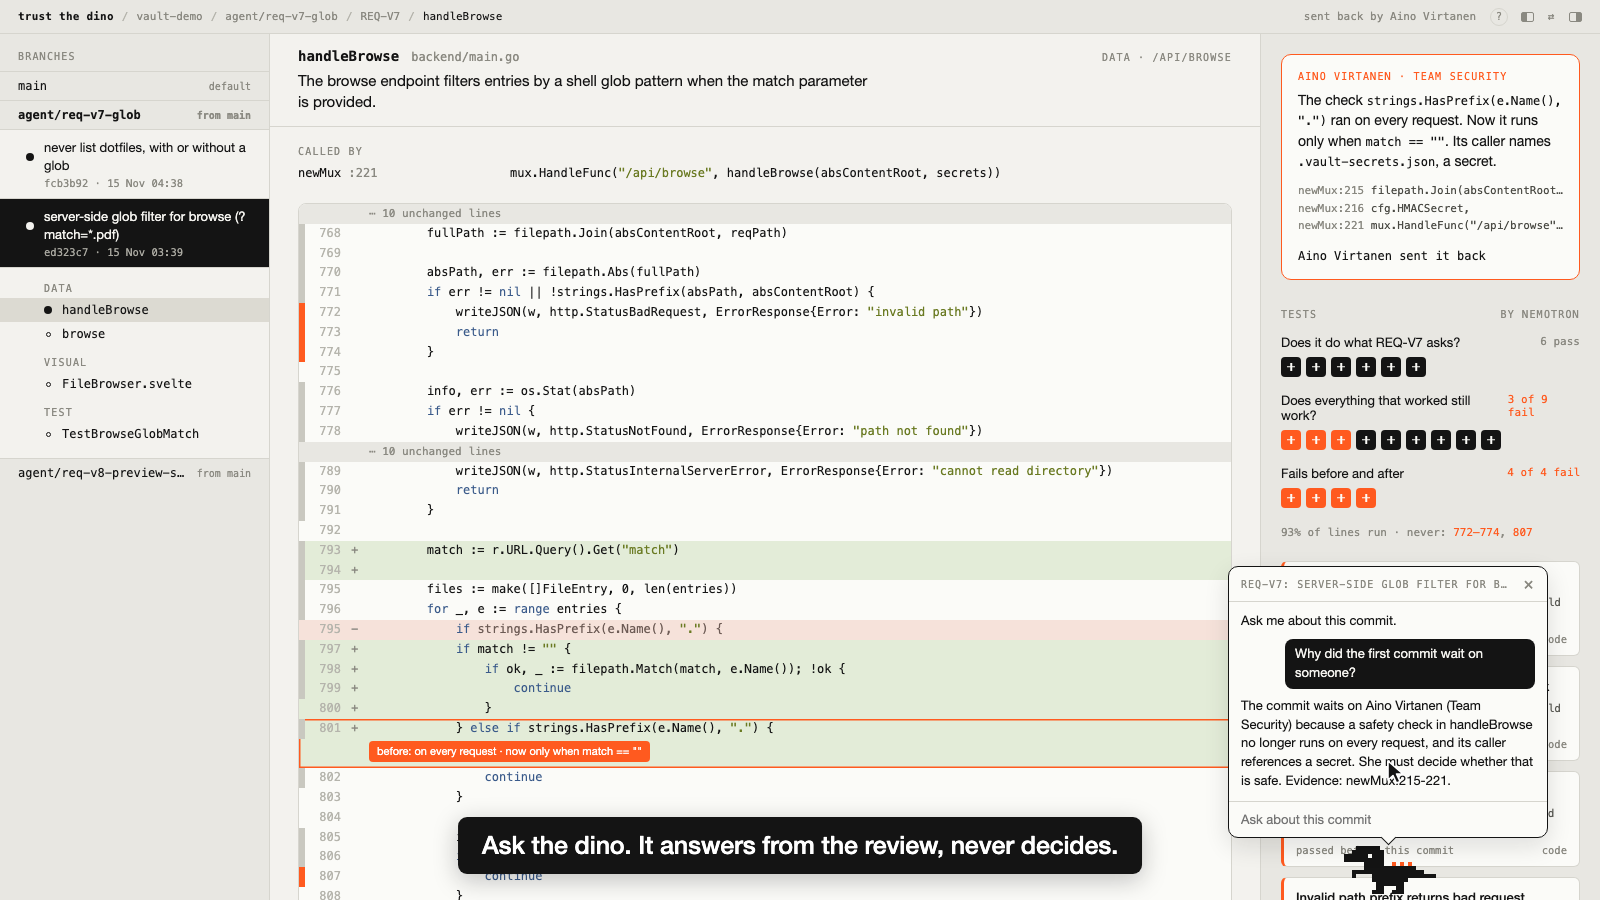 trust the dino / vault-demo / agent/req-v7-glob / REQ-V7 / handleBrowse
sent back by Aino Virtanen ?
BRANCHES
main default
agent/req-v7-glob from main
never list dotfiles, with or without a
glob
fcb3b92 · 15 Nov 04:38
server-side glob filter for browse (?
match=*.pdf)
ed323c7 · 15 Nov 03:39
DATA
handleBrowse
browse
VISUAL
FileBrowser.svelte
TEST
TestBrowseGlobMatch
agent/req-v8-preview-s… from main
handleBrowse backend/main.go
DATA · /API/BROWSE
The browse endpoint filters entries by a shell glob pattern when the match parameter
is provided.
CALLED BY
newMux :221 mux.HandleFunc("/api/browse", handleBrowse(absContentRoot, secrets))
⋯ 10 unchanged lines
768 fullPath := filepath.Join(absContentRoot, reqPath)
769
770 absPath, err := filepath.Abs(fullPath)
771 if err != nil || !strings.HasPrefix(absPath, absContentRoot) {
772 writeJSON(w, http.StatusBadRequest, ErrorResponse{Error: "invalid path"})
773 return
774 }
775
776 info, err := os.Stat(absPath)
777 if err != nil {
778 writeJSON(w, http.StatusNotFound, ErrorResponse{Error: "path not found"})
⋯ 10 unchanged lines
789 writeJSON(w, http.StatusInternalServerError, ErrorResponse{Error: "cannot read directory"})
790 return
791 }
792
793 + match := r.URL.Query().Get("match")
794 +
795 files := make([]FileEntry, 0, len(entries))
796 for _, e := range entries {
795 − if strings.HasPrefix(e.Name(), ".") {
797 + if match != "" {
798 + if ok, _ := filepath.Match(match, e.Name()); !ok {
799 + continue
800 + }
801 + } else if strings.HasPrefix(e.Name(), ".") {
before: on every request · now only when match == ""
802 continue
803 }
804
805
806
807 continue
808 }
Ask the dino. It answers from the review, never decides.
AINO VIRTANEN · TEAM SECURITY
The check strings.HasPrefix(e.Name(),
".") ran on every request. Now it runs
only when match == "". Its caller names
.vault-secrets.json, a secret.
newMux:215 filepath.Join(absContentRoot…
newMux:216 cfg.HMACSecret,
newMux:221 mux.HandleFunc("/api/browse"…
Aino Virtanen sent it back
TESTS BY NEMOTRON
Does it do what REQ-V7 asks? 6 pass
+ + + + + +
Does everything that worked still
work?
3 of 9
fail
+ + + + + + + + +
Fails before and after 4 of 4 fail
+ + + +
93% of lines run · never: 772–774, 807
REQ-V7: SERVER-SIDE GLOB FILTER FOR B… ×
Ask me about this commit.
Why did the first commit wait on
someone?
The commit waits on Aino Virtanen (Team
Security) because a safety check in handleBrowse
no longer runs on every request, and its caller
references a secret. She must decide whether that
is safe. Evidence: newMux:215-221.
Ask about this commit
passed this commit code
Invalid path prefix returns bad request